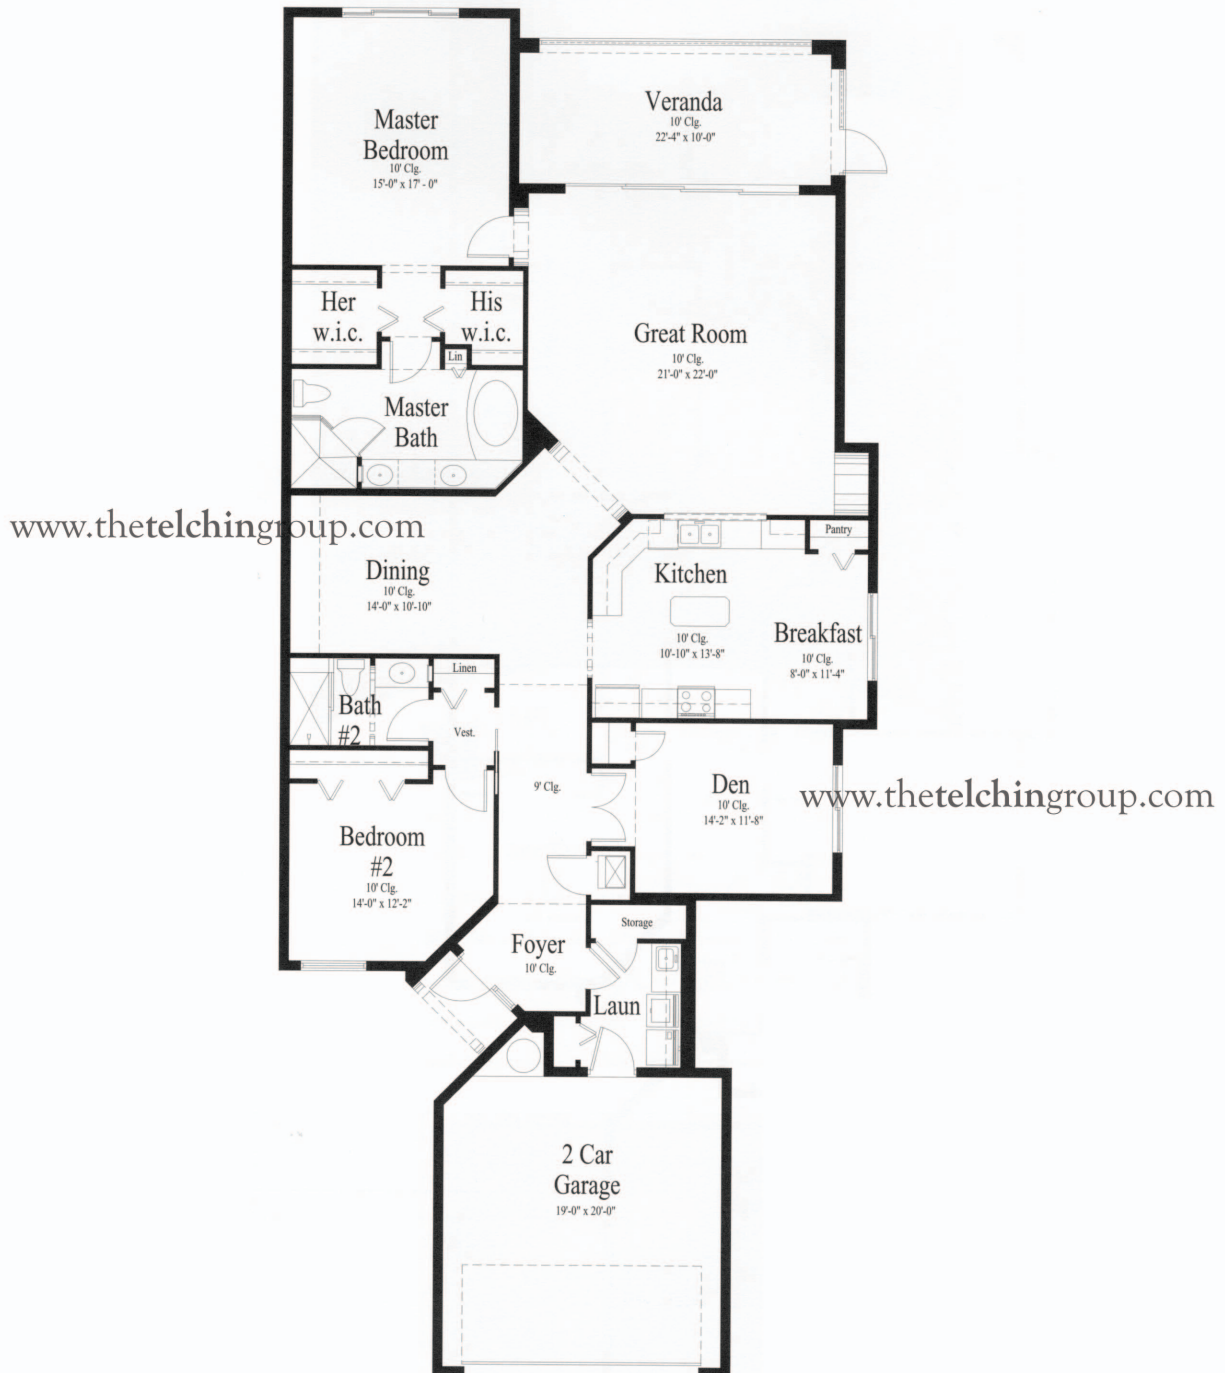 Veranda
10' Clg.
22'-4" x 10'-0"
Master
Bedroom
10' Clg.
15'-0" x 17' - 0"
Her
w.i.c.
His
w.i.c.
Lin
Great Room
10' Clg.
21'-0" x 22'-0"
Master
Bath
www.thetelchingroup.com
Pantry
Dining
10' Clg.
14'-0" x 10'-10"
Kitchen
10' Clg.
10'-10" x 13'-8"
Breakfast
10' Clg.
8'-0" x 11'-4"
Linen
Bath
#2
Vest.
9' Clg.
Den
10' Clg.
14'-2" x 11'-8"
www.thetelchingroup.com
Bedroom
#2
10' Clg.
14'-0" x 12'-2"
Storage
Foyer
10' Clg.
Laun
2 Car
Garage
19'-0" x 20'-0"